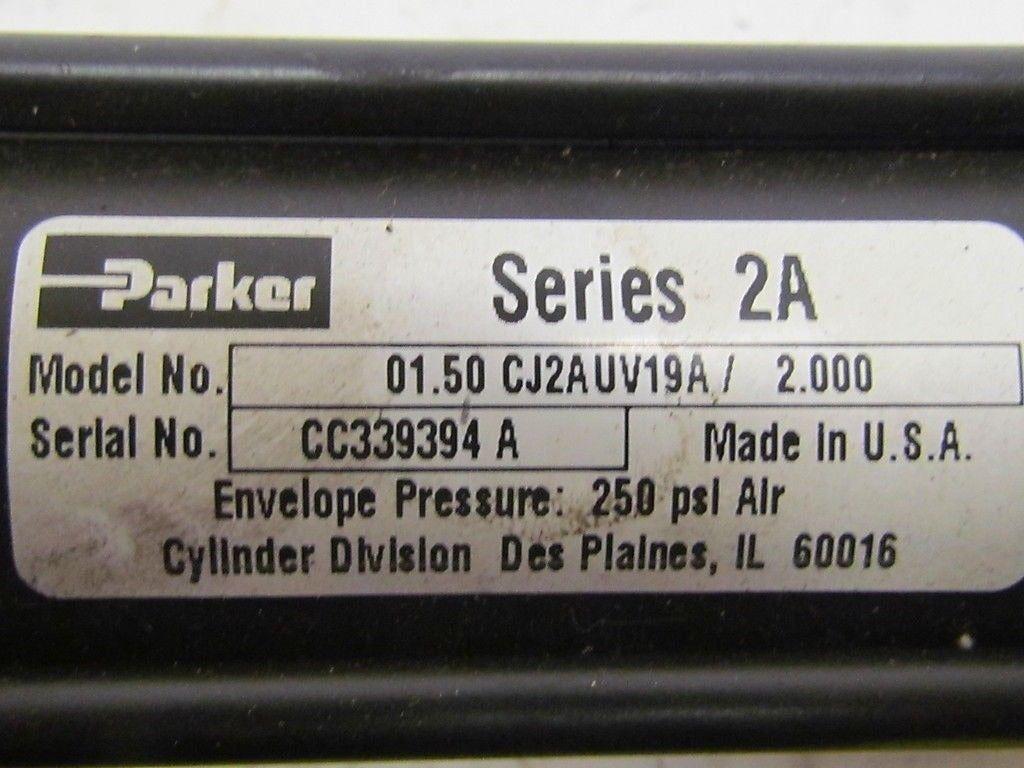 Parker Series 2A
Model No. 01.50 CJ2AUV19A / 2.000
Serial No. CC339394 A Made in U.S.A.
Envelope Pressure: 250 psi Air
Cylinder Division Des Plaines, IL 60016